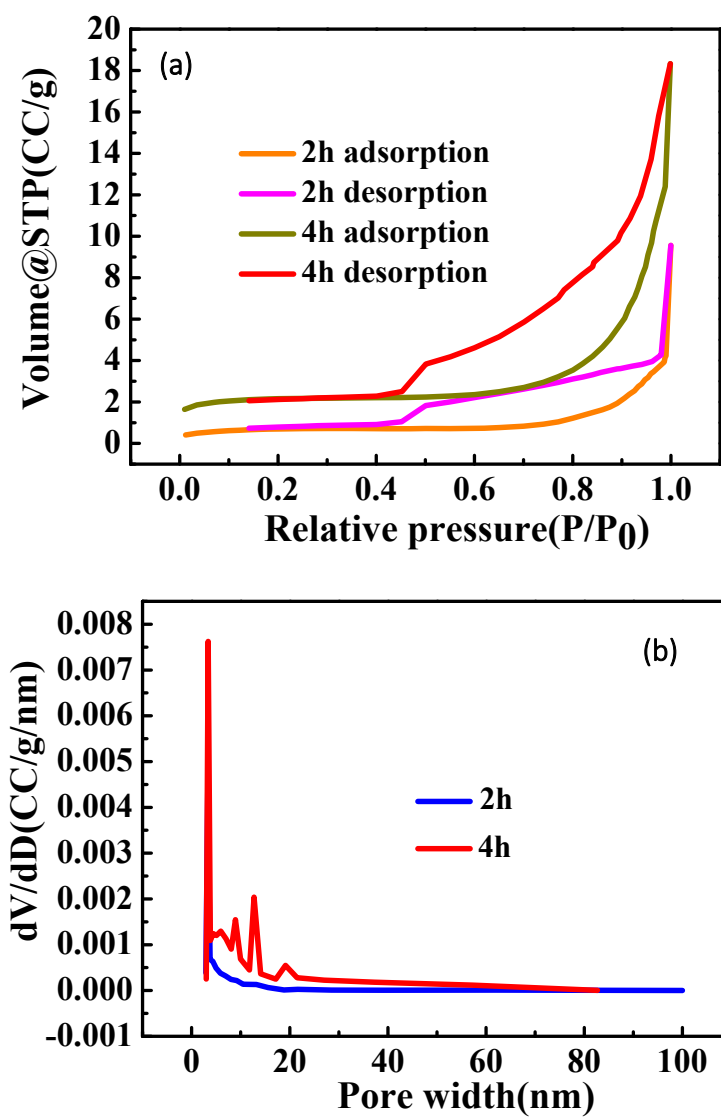 (a)
20
18
16
14
12
10
8
6
4
2
0
Volume@STP(CC/g)
2h adsorption
2h desorption
4h adsorption
4h desorption
0.0 0.2 0.4 0.6 0.8 1.0
Relative pressure(P/P0)
(b)
0.008
0.007
0.006
0.005
0.004
0.003
0.002
0.001
0.000
-0.001
dV/dD(CC/g/nm)
2h
4h
0 20 40 60 80 100
Pore width(nm)